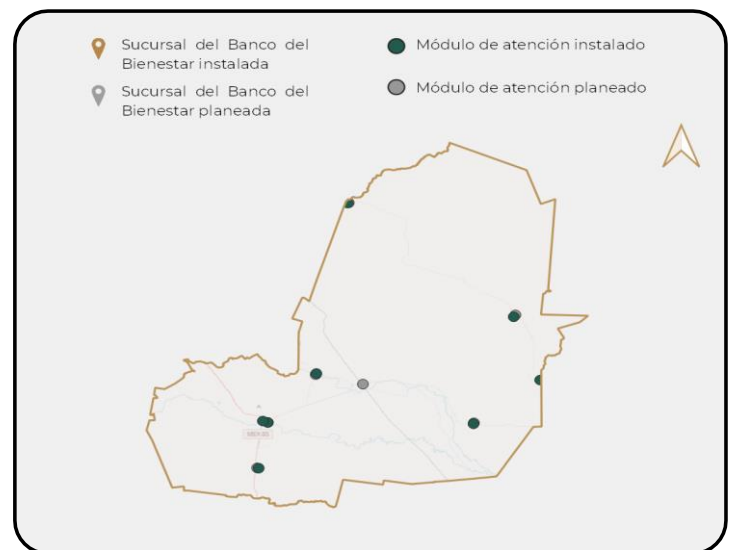 Sucursal del Banco del
Bienestar instalada
Sucursal del Banco del
Bienestar planeada
Módulo de atención instalado
Módulo de atención planeado